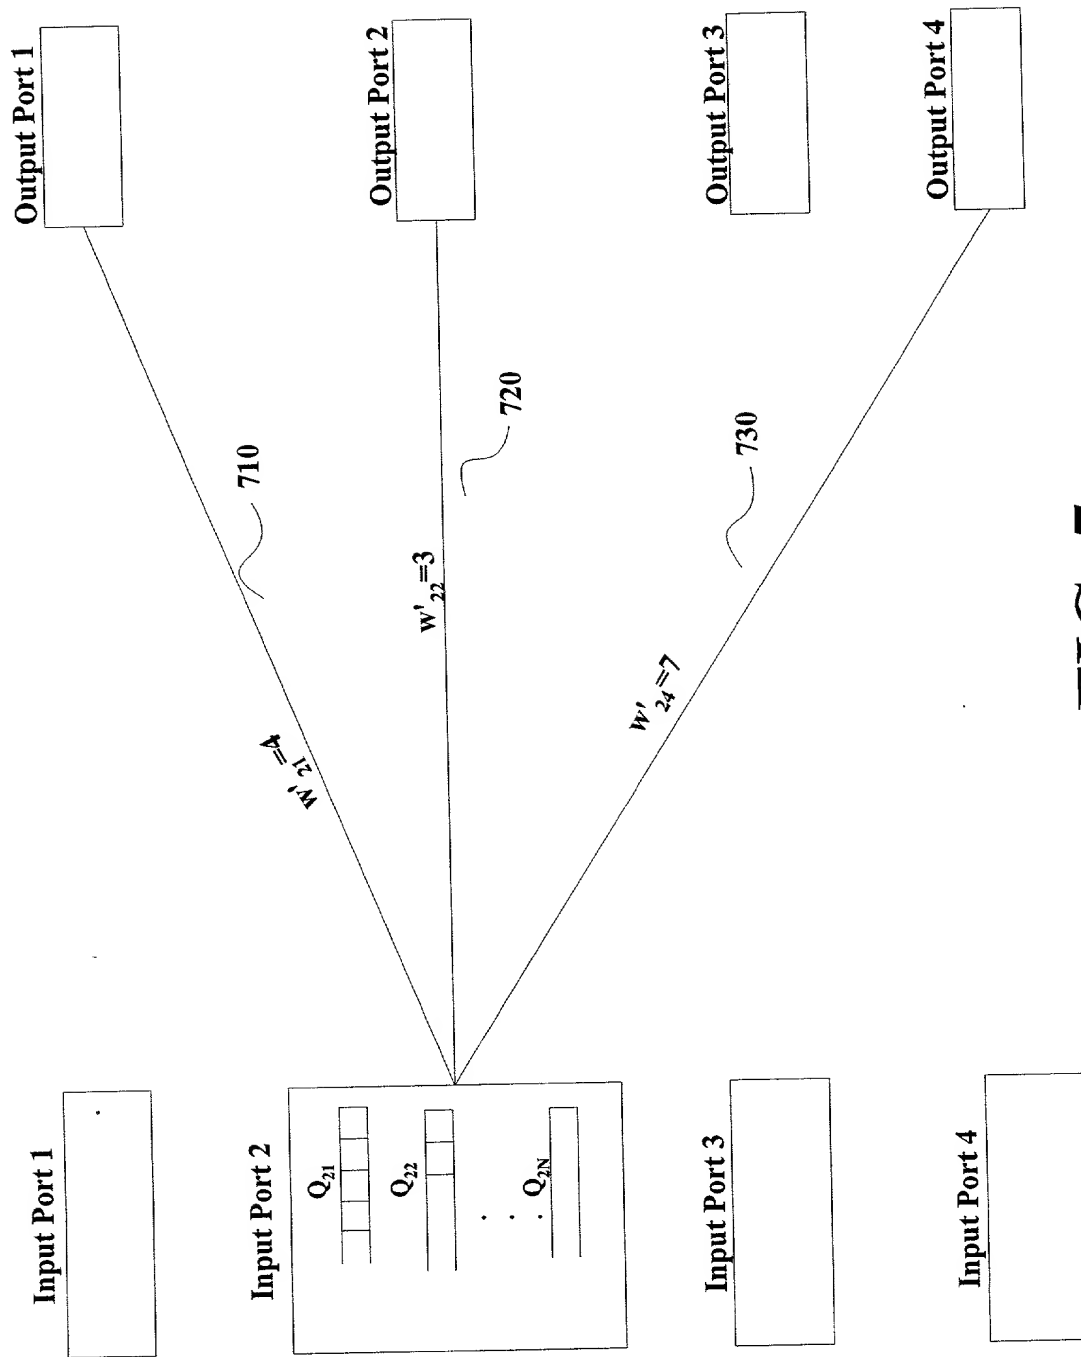 Output Port 1
Output Port 2
Output Port 3
Output Port 4
710
720
730
w'21=4
w'22=3
w'24=7
Input Port 1
Input Port 2
Q21
Q22
Q2N
Input Port 3
Input Port 4